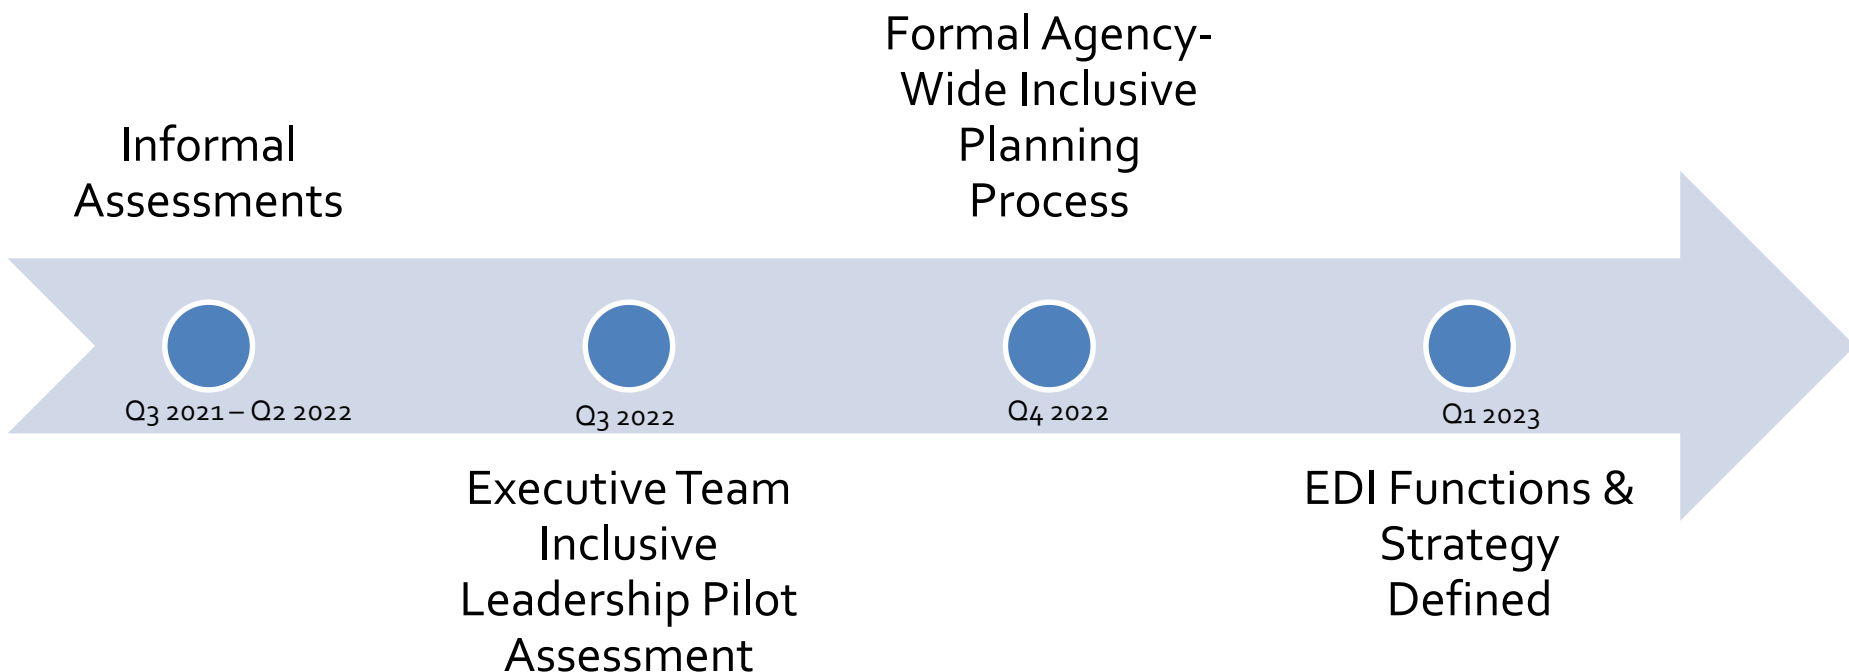 Informal
Assessments
Q3 2021 – Q2 2022
Executive Team
Inclusive
Leadership Pilot
Assessment
Q3 2022
Formal Agency-
Wide Inclusive
Planning
Process
Q4 2022
Q1 2023
EDI Functions &
Strategy
Defined